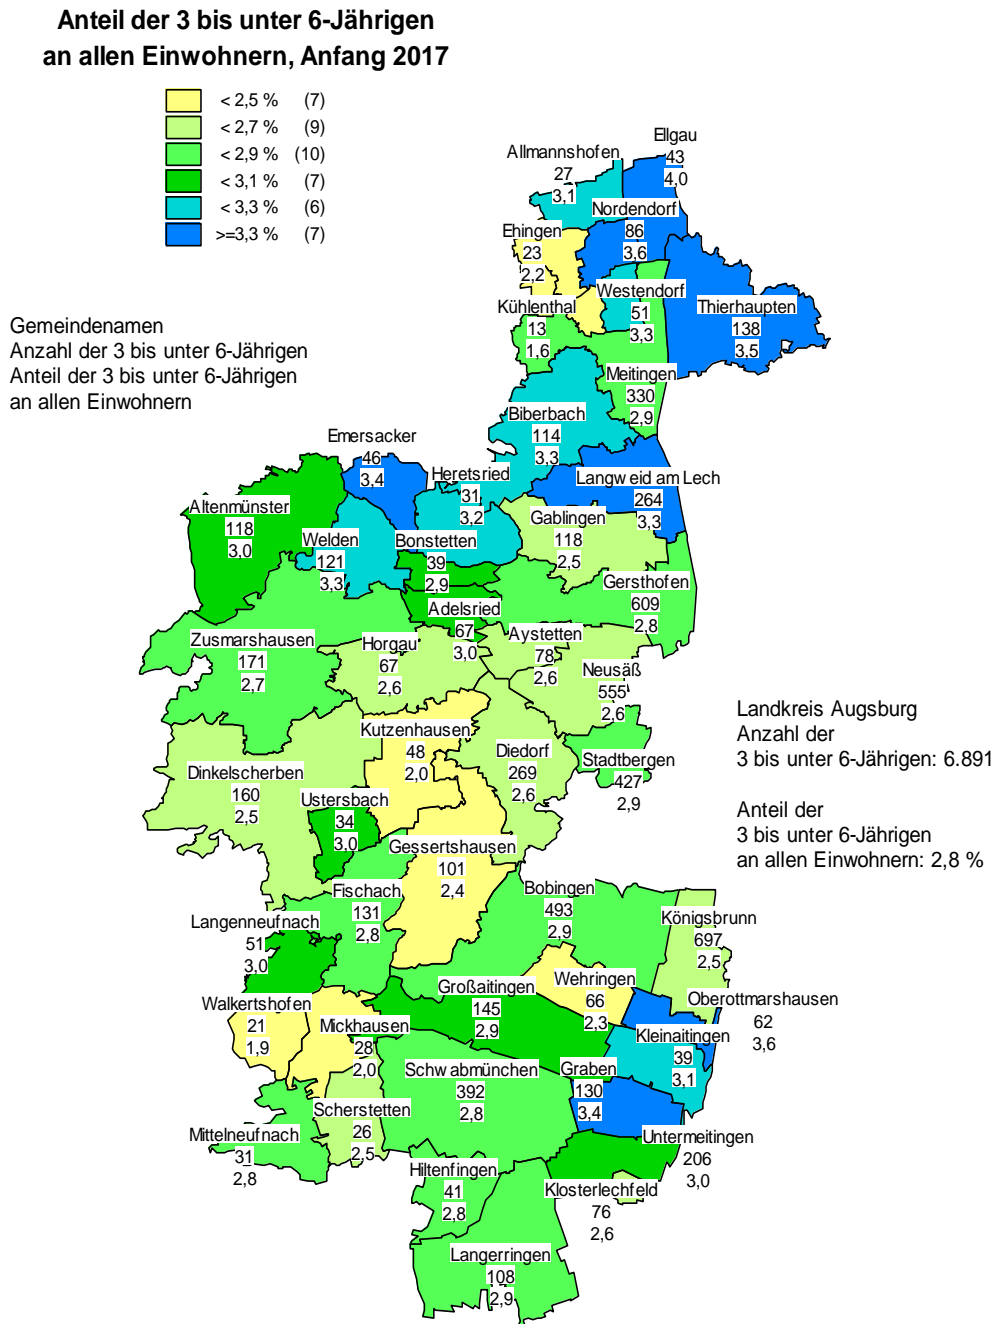 Anteil der 3 bis unter 6-Jährigen
an allen Einwohnern, Anfang 2017
< 2,5 % (7)
< 2,7 % (9)
< 2,9 % (10)
< 3,1 % (7)
< 3,3 % (6)
>=3,3 % (7)
Gemeindenamen
Anzahl der 3 bis unter 6-Jährigen
Anteil der 3 bis unter 6-Jährigen
an allen Einwohnern
Ellgau
43
4,0
Allmannshofen
27
3,1
Nordendorf
86
3,6
Ehingen
23
2,2
Westendorf
51
3,3
Kühlenthal
13
1,6
Thierhaupten
138
3,5
Meitingen
330
2,9
Biberbach
114
3,3
Emersacker
46
3,4
Heretsried
31
3,2
Langweid am Lech
264
3,3
Altenmünster
118
3,0
Gablingen
118
2,5
Welden
121
3,3
Bonstetten
39
2,9
Gersthofen
609
2,8
Adelsried
67
3,0
Zusmarshausen
171
2,7
Horgau
67
2,6
Aystetten
78
2,6
Neusäß
555
2,6
Kutzenhausen
48
2,0
Diedorf
269
2,6
Stadtbergen
427
2,9
Landkreis Augsburg
Anzahl der
3 bis unter 6-Jährigen: 6.891
Anteil der
3 bis unter 6-Jährigen
an allen Einwohnern: 2,8 %
Dinkelscherben
160
2,5
Ustersbach
34
3,0
Gessertshausen
101
2,4
Fischach
131
2,8
Bobingen
493
2,9
Langenneufnach
51
3,0
Königsbrunn
697
2,5
Wehringen
66
2,3
Großaitingen
145
2,9
Oberottmarshausen
62
3,6
Walkertshofen
21
1,9
Mickhausen
28
2,0
Kleinaitingen
39
3,1
Schwabmünchen
392
2,8
Graben
130
3,4
Scherstetten
26
2,5
Mittelneufnach
31
2,8
Untermeitingen
206
3,0
Hiltenfingen
41
2,8
Klosterlechfeld
76
2,6
Langerringen
108
2,9